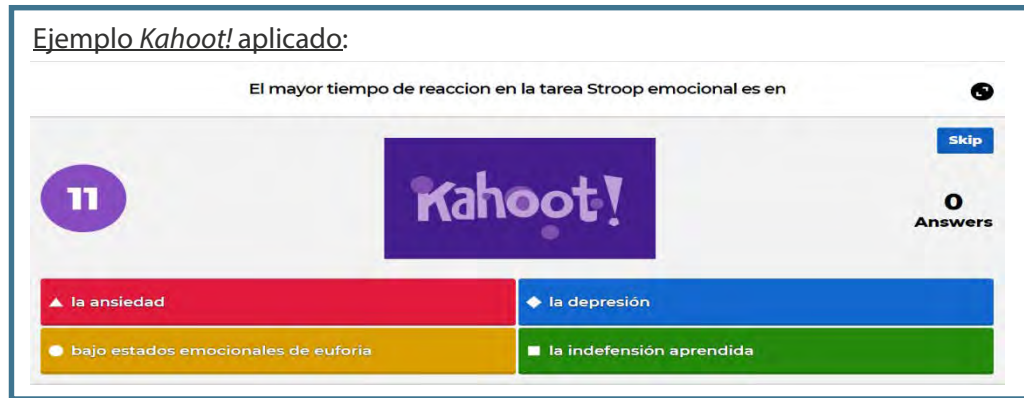 Ejemplo Kahoot! aplicado:
El mayor tiempo de reaccion en la tarea Stroop emocional es en
Skip
11
Kahoot!
0
Answers
la ansiedad
la depresión
bajo estados emocionales de euforia
la indefensión aprendida